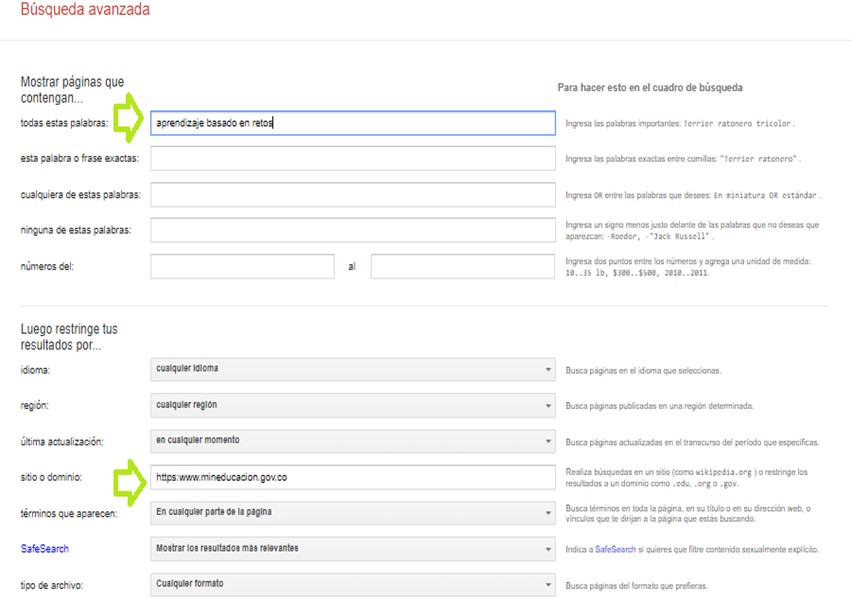 Búsqueda avanzada
Mostrar páginas que
contengan...
Para hacer esto en el cuadro de búsqueda
todas estas palabras:
aprendizaje basado en retos
Ingresa las palabras importantes: Terrier ratonero tricolor .
esta palabra o frase exactas:
Ingresa las palabras exactas entre comillas: "Terrier ratonero" .
cualquiera de estas palabras:
Ingresa OR entre las palabras que desees: En miniatura OR estándar .
ninguna de estas palabras:
Ingresa un signo menos justo delante de las palabras que no deseas que
aparezcan: -Roedor, -"Jack Russell" .
números del:
al
Ingresa dos puntos entre los números y agrega una unidad de medida:
10..35 lb, $300..$500, 2010..2011.
Luego restringe tus
resultados por...
idioma:
cualquier idioma
Busca páginas en el idioma que seleccionas.
región:
cualquier región
Busca páginas publicadas en una región determinada.
última actualización:
en cualquier momento
Busca páginas actualizadas en el transcurso del período que especificas.
sitio o dominio:
https:www.mineducacion.gov.co
Realiza búsquedas en un sitio (como wikipedia.org ) o restringe los
resultados a un dominio como .edu, .org o .gov.
términos que aparecen:
En cualquier parte de la página
Busca términos en toda la página, en su título o en su dirección web, o
vínculos que te dirijan a la página que estás buscando.
SafeSearch
Mostrar los resultados más relevantes
Indica a SafeSearch si quieres que filtre contenido sexualmente explícito.
tipo de archivo:
Cualquier formato
Busca páginas del formato que prefieras.